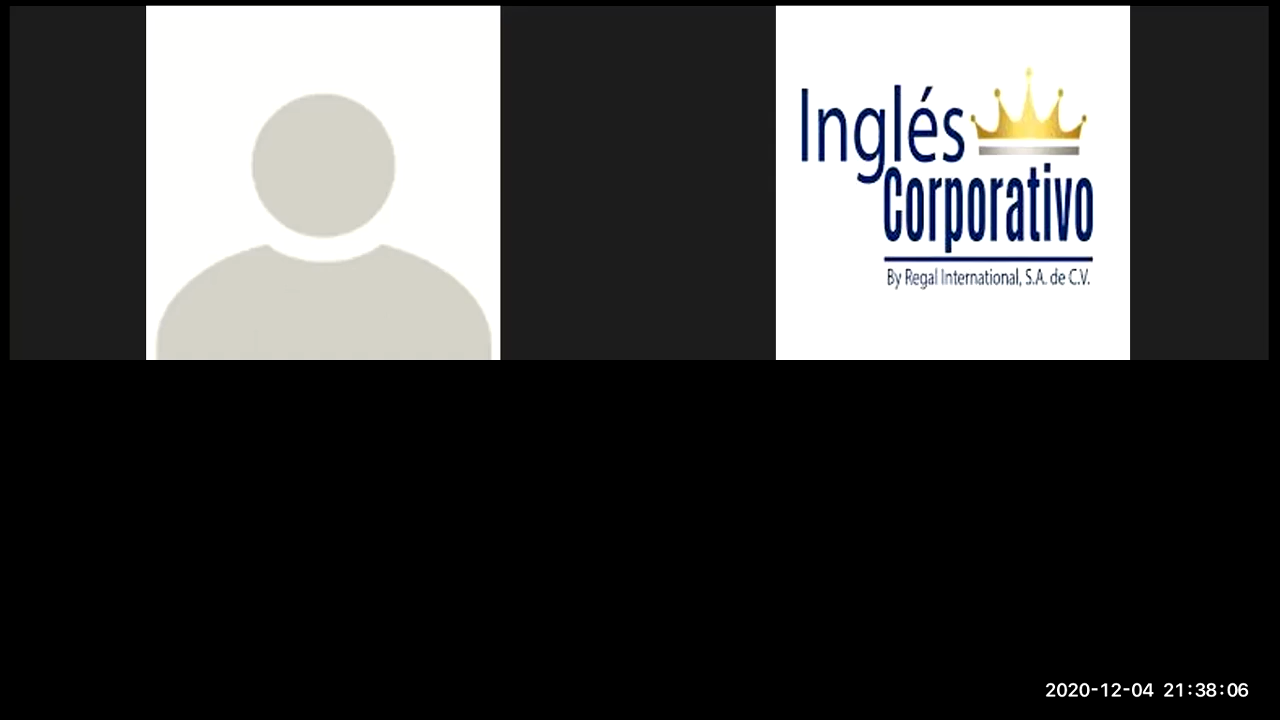 Inglés
Corporativo
By Regal International, S.A. de C.V.
2020-12-04 21:38:06